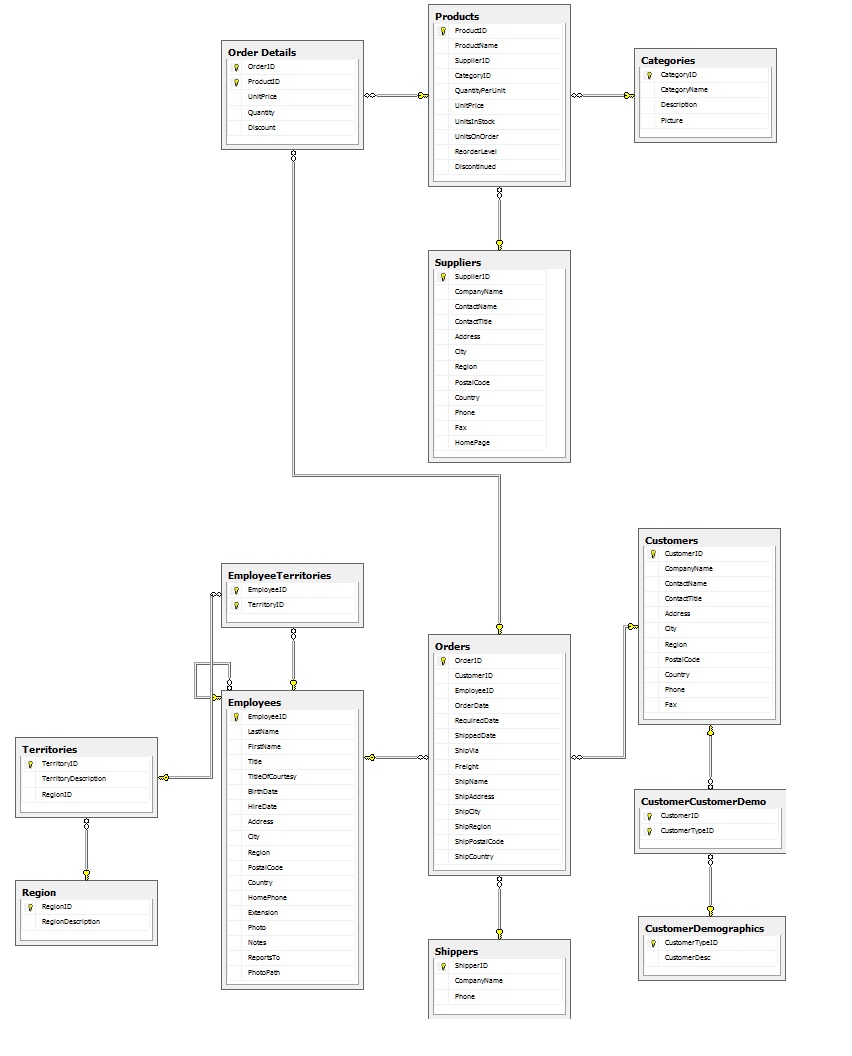 Products
ProductID
ProductName
SupplierID
CategoryID
QuantityPerUnit
UnitPrice
UnitsInStock
UnitsOnOrder
ReorderLevel
Discontinued
Order Details
OrderID
ProductID
UnitPrice
Quantity
Discount
Categories
CategoryID
CategoryName
Description
Picture
Suppliers
SupplierID
CompanyName
ContactName
ContactTitle
Address
City
Region
PostalCode
Country
Phone
Fax
HomePage
Customers
CustomerID
CompanyName
ContactName
ContactTitle
Address
City
Region
PostalCode
Country
Phone
Fax
EmployeeTerritories
EmployeeID
TerritoryID
Orders
OrderID
CustomerID
EmployeeID
OrderDate
RequiredDate
ShippedDate
ShipVia
Freight
ShipName
ShipAddress
ShipCity
ShipRegion
ShipPostalCode
ShipCountry
Employees
EmployeeID
LastName
FirstName
Title
TitleOfCourtesy
BirthDate
HireDate
Address
City
Region
PostalCode
Country
HomePhone
Extension
Photo
Notes
ReportsTo
PhotoPath
Territories
TerritoryID
TerritoryDescription
RegionID
CustomerCustomerDemo
CustomerID
CustomerTypeID
Region
RegionID
RegionDescription
CustomerDemographics
CustomerTypeID
CustomerDesc
Shippers
ShipperID
CompanyName
Phone